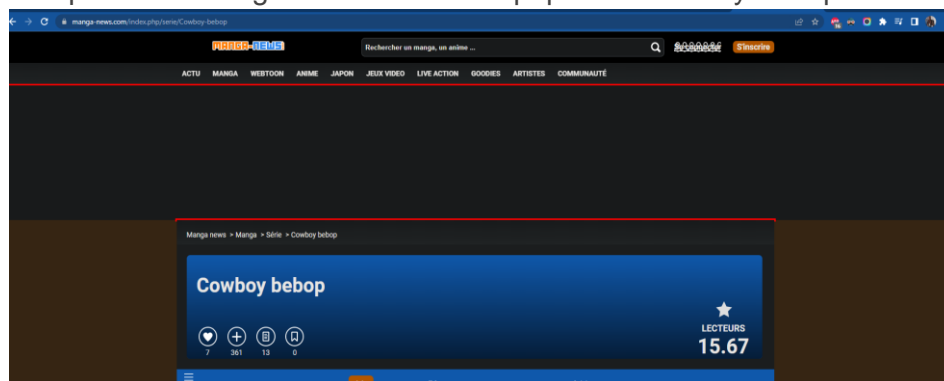 manga-news.com/index.php/serie/Cowboy-bebop
MANGA-NEWS
Rechercher un manga, un anime ...
S'inscrire
ACTU MANGA WEBTOON ANIME JAPON JEUX VIDEO LIVE ACTION GOODIES ARTISTES COMMUNAUTÉ
Manga news > Manga > Série > Cowboy bebop
Cowboy bebop
LECTEURS
7 361 13 0
15.67